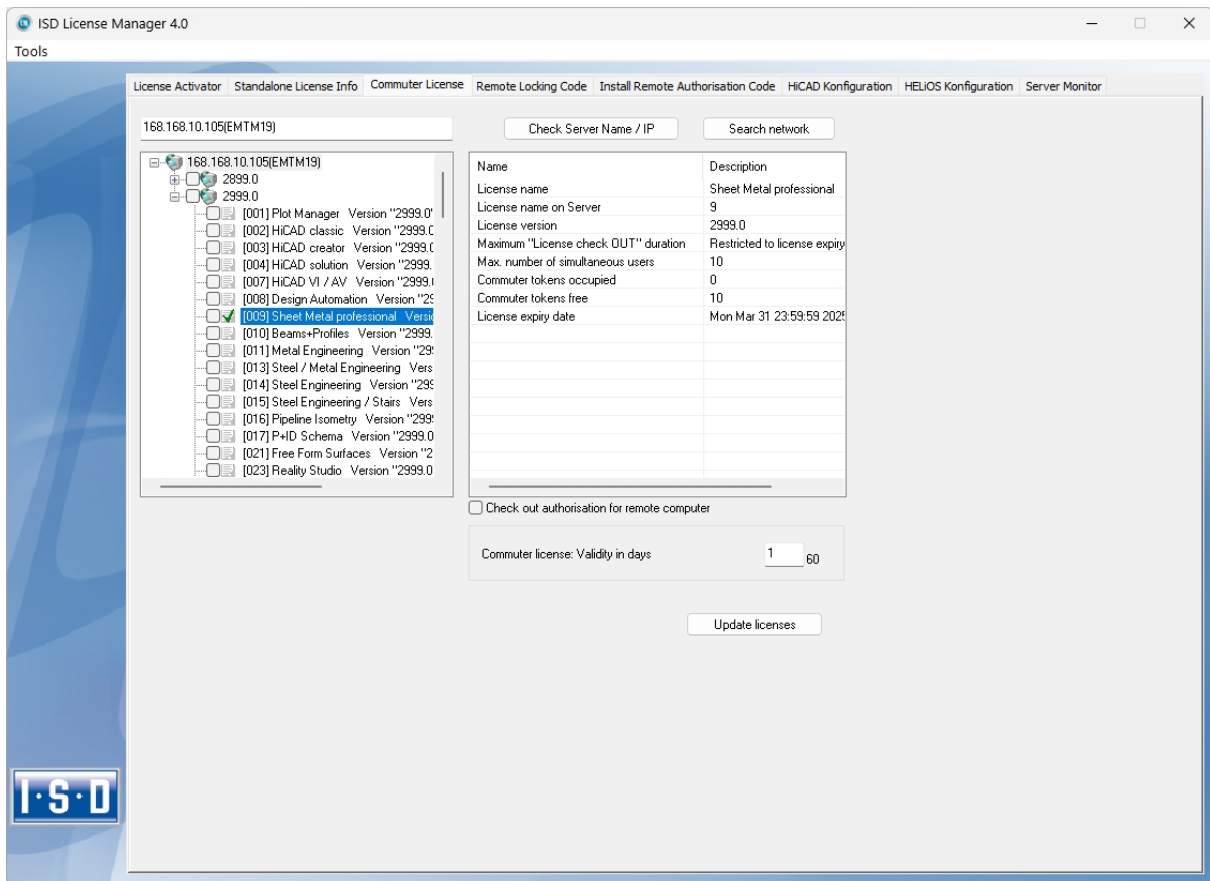 ISD License Manager 4.0
Tools
License Activator Standalone License Info Commuter License Remote Locking Code Install Remote Authorisation Code HiCAD Konfiguration HELiOS Konfiguration Server Monitor
168.168.10.105(EMTM19)
Check Server Name / IP
Search network
168.168.10.105(EMTM19)
2899.0
2999.0
[001] Plot Manager Version "2999.0"
[002] HiCAD classic Version "2999.0
[003] HiCAD creator Version "2999.0
[004] HiCAD solution Version "2999.
[007] HiCAD VI / AV Version "2999.
[008] Design Automation Version "29
[009] Sheet Metal professional Versio
[010] Beams+Profiles Version "2999.
[011] Metal Engineering Version "29
[013] Steel / Metal Engineering Vers
[014] Steel Engineering Version "299
[015] Steel Engineering / Stairs Vers
[016] Pipeline Isometry Version "299
[017] P+ID Schema Version "2999.0
[021] Free Form Surfaces Version "2
[023] Reality Studio Version "2999.0
Name Description
License name Sheet Metal professional
License name on Server 9
License version 2999.0
Maximum "License check OUT" duration Restricted to license expiry
Max. number of simultaneous users 10
Commuter tokens occupied 0
Commuter tokens free 10
License expiry date Mon Mar 31 23:59:59 2025
Check out authorisation for remote computer
Commuter license: Validity in days 1 60
Update licenses
I·S·D